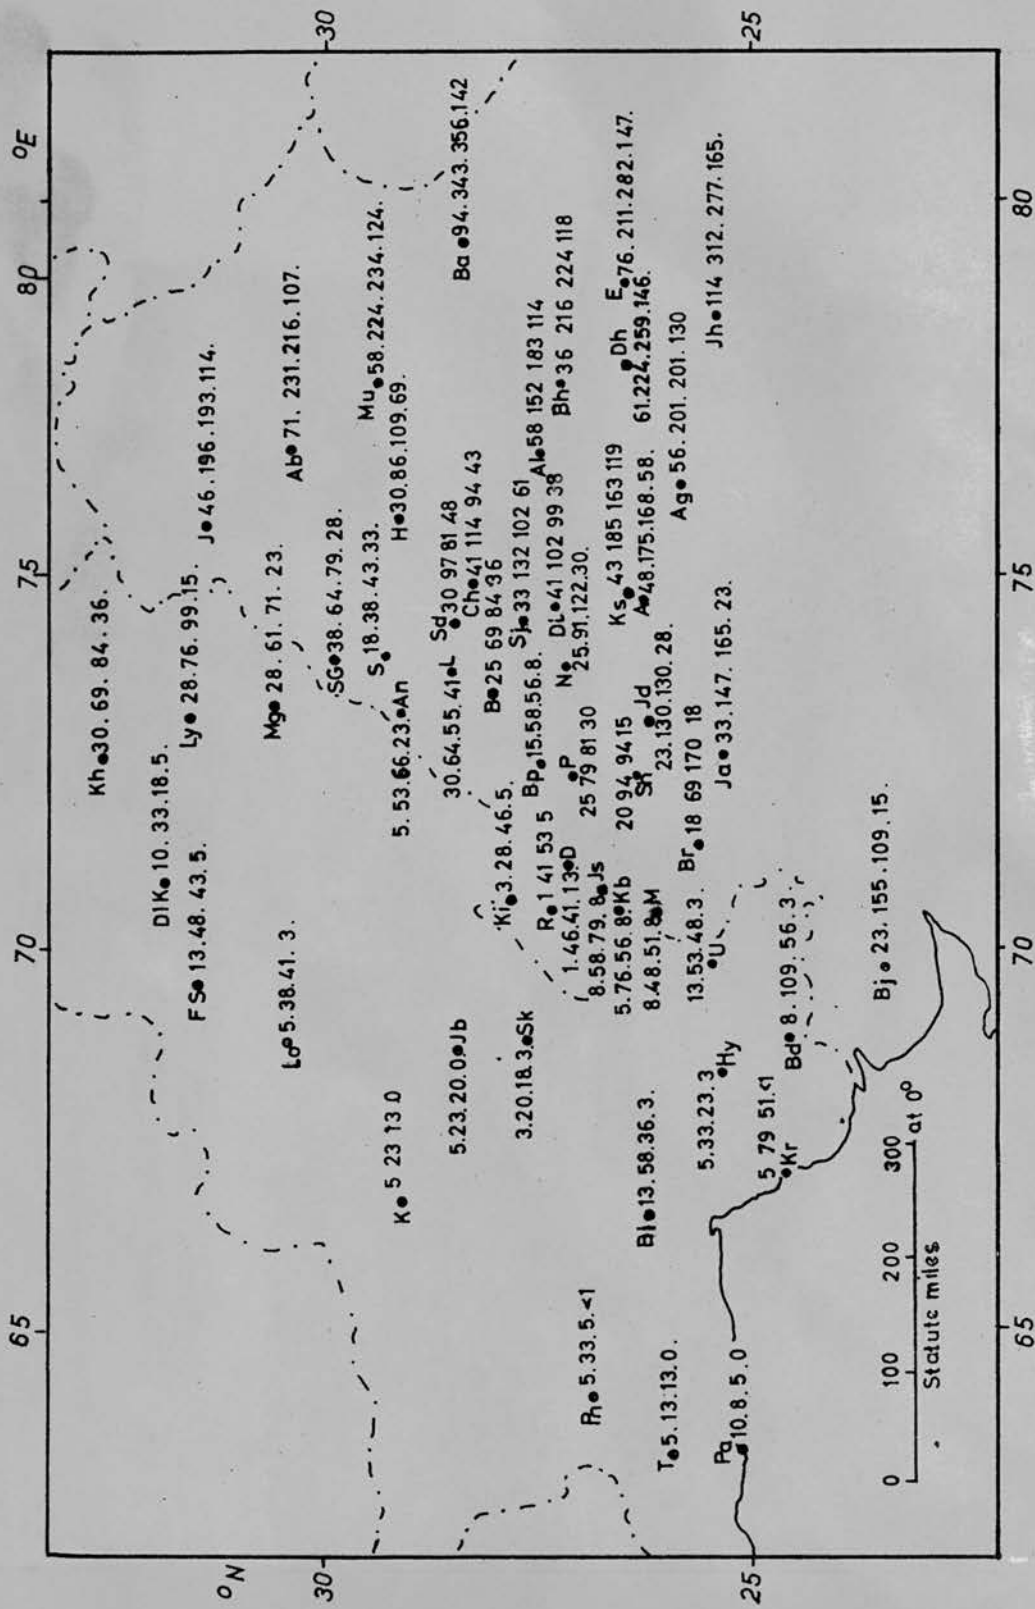 65
70
75
80
°E
°N
30
30
25
25
Kh 30. 69. 84. 36.
DIK 10. 33. 18. 5.
Ly 28. 76. 99. 15.
J 46. 196. 193. 114.
FS 13. 48. 43. 5.
Mg 28. 61. 71. 23.
Ab 71. 231. 216. 107.
Lo 5. 38. 41. 3.
SG 38. 64. 79. 28.
S 18. 38. 43. 33.
Mu 58. 224. 234. 124.
K 5 23 13 0
5. 53. 66. 23. An
H 30. 86. 109. 69.
5. 23. 20. 0. Jb
30. 64. 55. 41 L
Sd 30 97 81 48
Ba 94. 343. 356. 142
Ch 41 114 94 43
B 25 69 84 36
Ki 3. 28. 46. 5.
3. 20. 18. 3. Sk
Bp 15. 58. 56. 8.
Sj 33 132 102 61
R 1 41 53 5
Al 58 152 183 114
1. 46. 41. 13. D
N 25. 91. 122. 30.
DL 41 102 99 38
Bh 36 216 224 118
Ph 5. 33. 5. <1
8. 58. 79. 8 Js
25 79 81 30 P
5. 76. 56. 8. Kb
20 94 94 15 Sr
Ks 43 185 163 119
Bl 13. 58. 36. 3.
8. 48. 51. 8 M
23. 130. 130. 28. Jd
A 48. 175. 168. 58.
61. 224. 259. 146. Dh
E 76. 211. 282. 147.
T 5. 13. 13. 0.
13. 53. 48. 3. U
Br 18 69 170 18
Ag 56. 201. 201. 130
Pa 10. 8. 5. 0
5. 33. 23. 3 Hy
Ja 33. 147. 165. 23.
Jh 114 312. 277. 165.
5 79 51. <1 Kr
Bd 8. 109. 56. 3.
Bj 23. 155. 109. 15.
0 100 200 300 at 0°
Statute miles
65
70
75
80